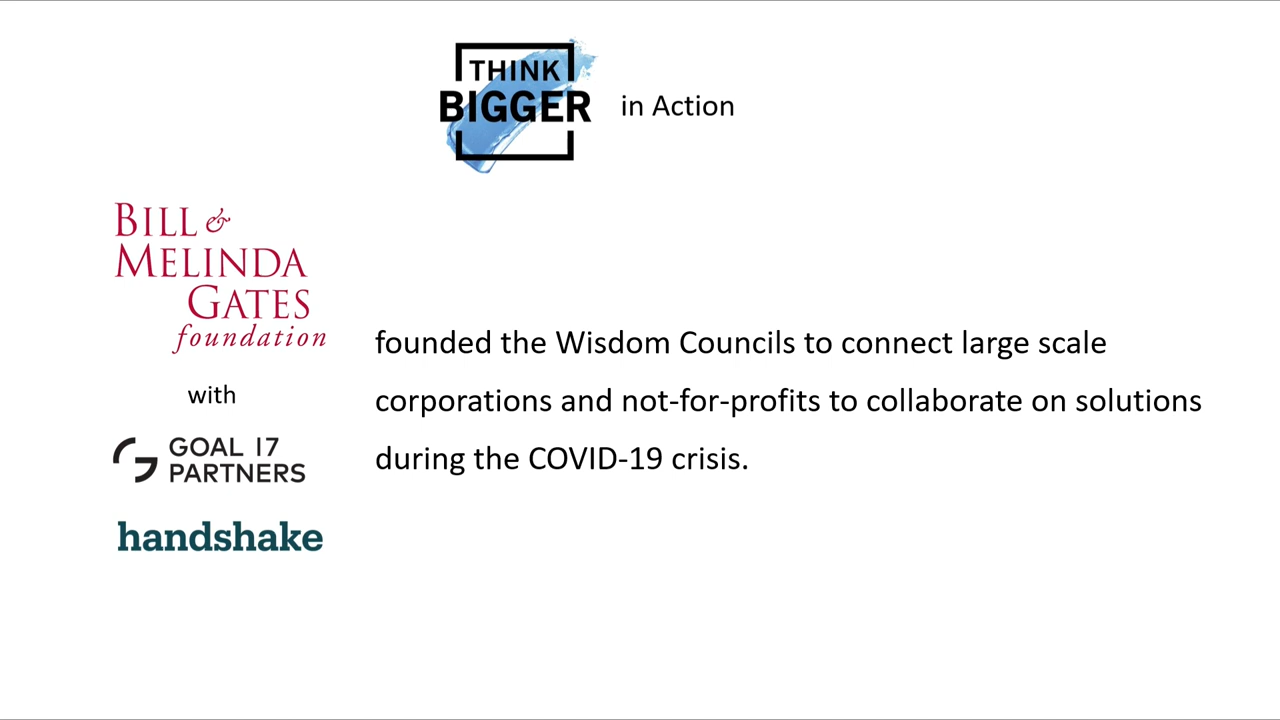 THINK
BIGGER
in Action
BILL &
MELINDA
GATES
foundation
with
GOAL 17
PARTNERS
handshake
founded the Wisdom Councils to connect large scale
corporations and not-for-profits to collaborate on solutions
during the COVID-19 crisis.